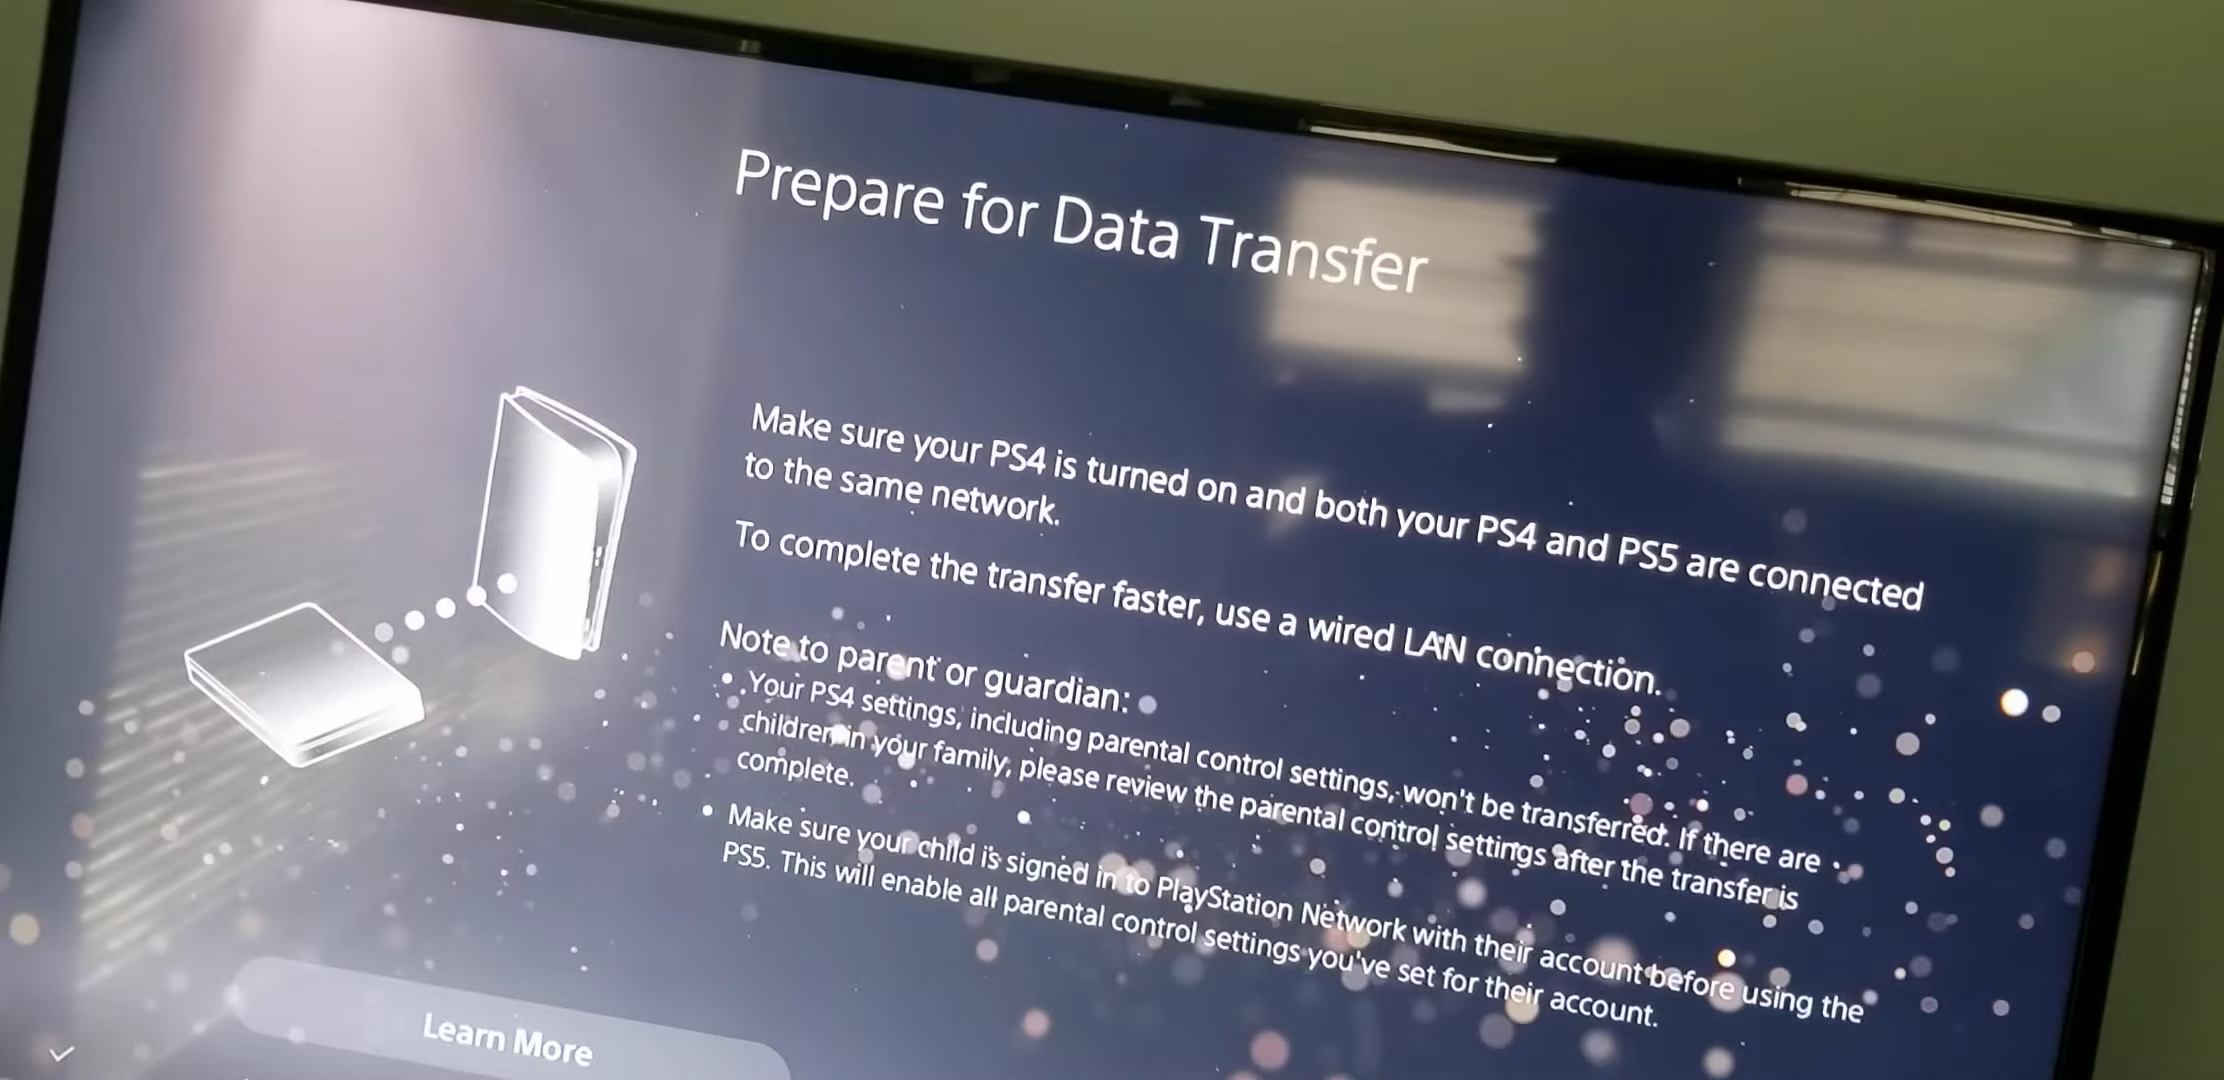 Prepare for Data Transfer
Make sure your PS4 is turned on and both your PS4 and PS5 are connected
to the same network.
To complete the transfer faster, use a wired LAN connection.
Note to parent or guardian:
• Your PS4 settings, including parental control settings, won't be transferred. If there are
children in your family, please review the parental control settings after the transfer is
complete.
• Make sure your child is signed in to PlayStation Network with their account before using the
PS5. This will enable all parental control settings you've set for their account.
Learn More